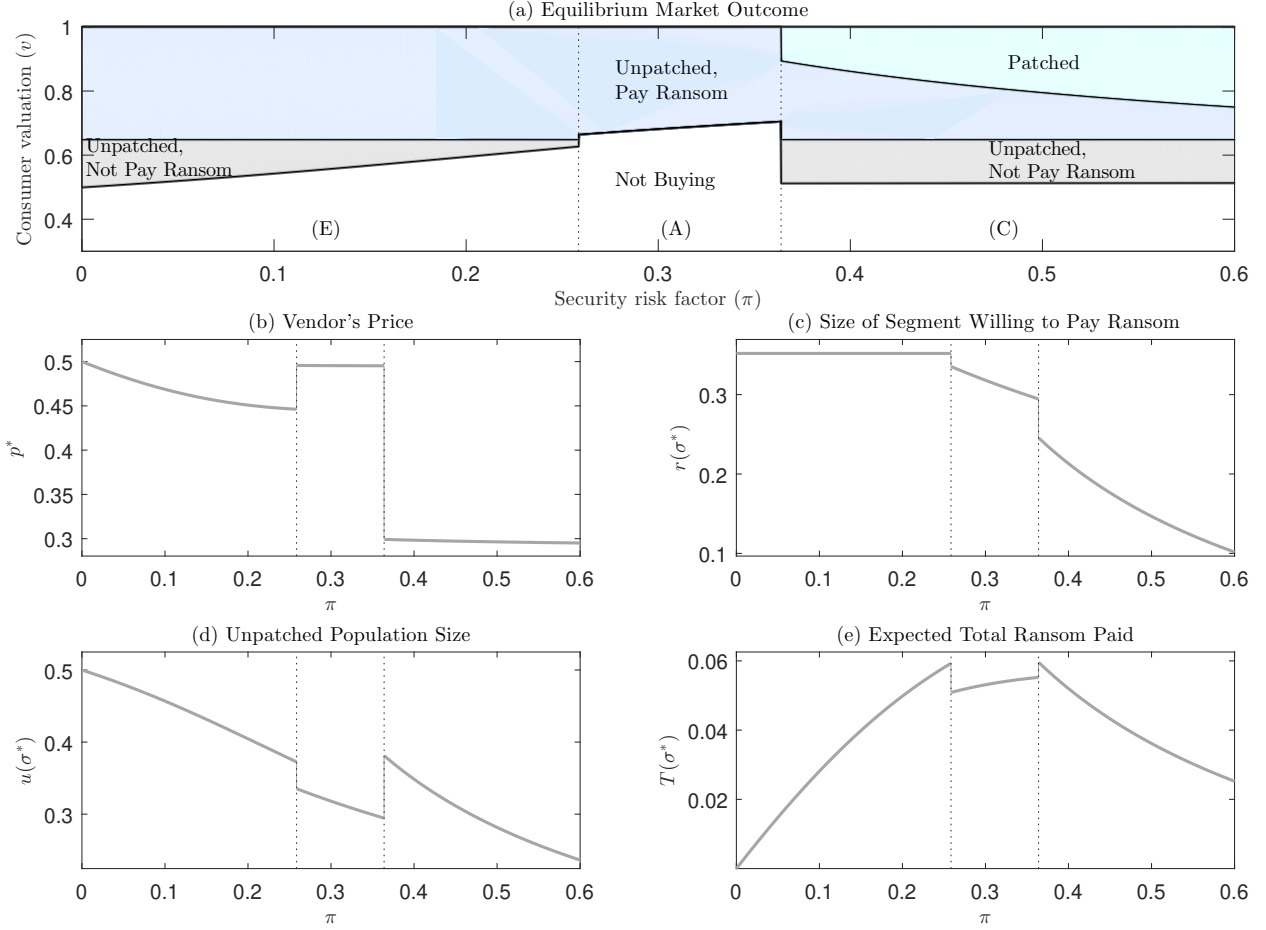 (a) Equilibrium Market Outcome
Consumer valuation (v)
1
0.8
0.6
0.4
Unpatched,
Not Pay Ransom
(E)
Unpatched,
Pay Ransom
Not Buying
(A)
Patched
Unpatched,
Not Pay Ransom
(C)
0 0.1 0.2 0.3 0.4 0.5 0.6
Security risk factor (π)
(b) Vendor's Price
p*
0.5
0.45
0.4
0.35
0.3
0 0.1 0.2 0.3 0.4 0.5 0.6
π
(c) Size of Segment Willing to Pay Ransom
r(σ*)
0.3
0.2
0.1
0 0.1 0.2 0.3 0.4 0.5 0.6
π
(d) Unpatched Population Size
u(σ*)
0.5
0.4
0.3
0 0.1 0.2 0.3 0.4 0.5 0.6
π
(e) Expected Total Ransom Paid
T(σ*)
0.06
0.04
0.02
0 0.1 0.2 0.3 0.4 0.5 0.6
π